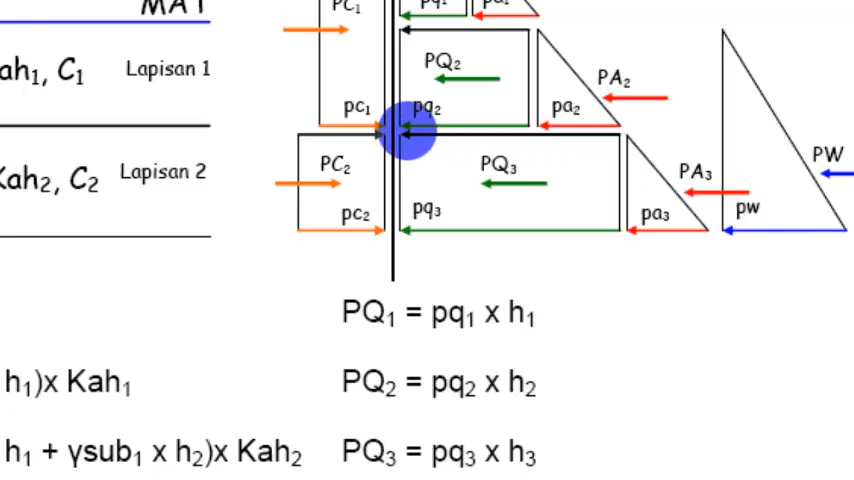 MAT
PC₁
pq₁
pa₁
ah₁, C₁
Lapisan 1
PQ₂
PA₂
pc₁
pq₂
pa₂
Kah₂, C₂
Lapisan 2
PC₂
PQ₃
PA₃
PW
pc₂
pq₃
pa₃
pw
PQ₁ = pq₁ x h₁
h₁)x Kah₁
PQ₂ = pq₂ x h₂
h₁ + γsub₁ x h₂)x Kah₂
PQ₃ = pq₃ x h₃